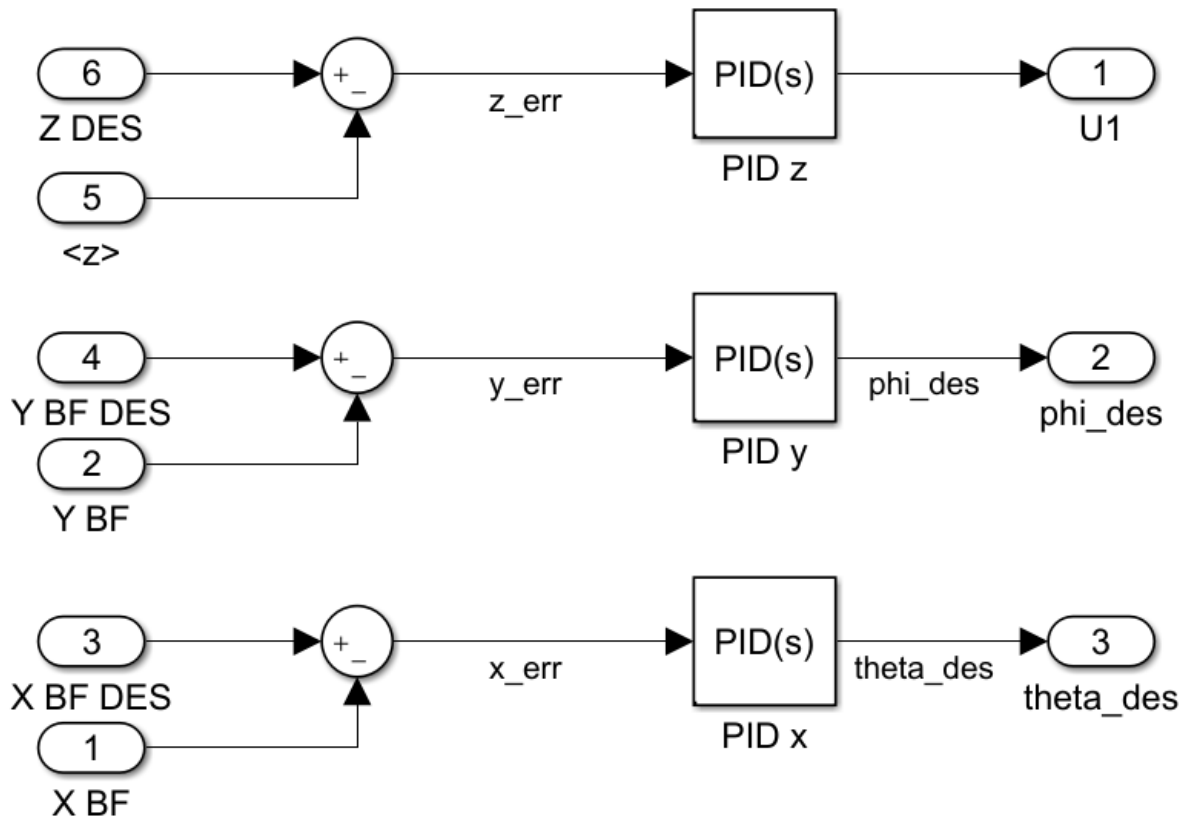 6
Z DES
+
_
z_err
PID(s)
PID z
1
U1
5
<z>
4
Y BF DES
+
_
y_err
PID(s)
PID y
phi_des
2
phi_des
2
Y BF
3
X BF DES
+
_
x_err
PID(s)
PID x
theta_des
3
theta_des
1
X BF